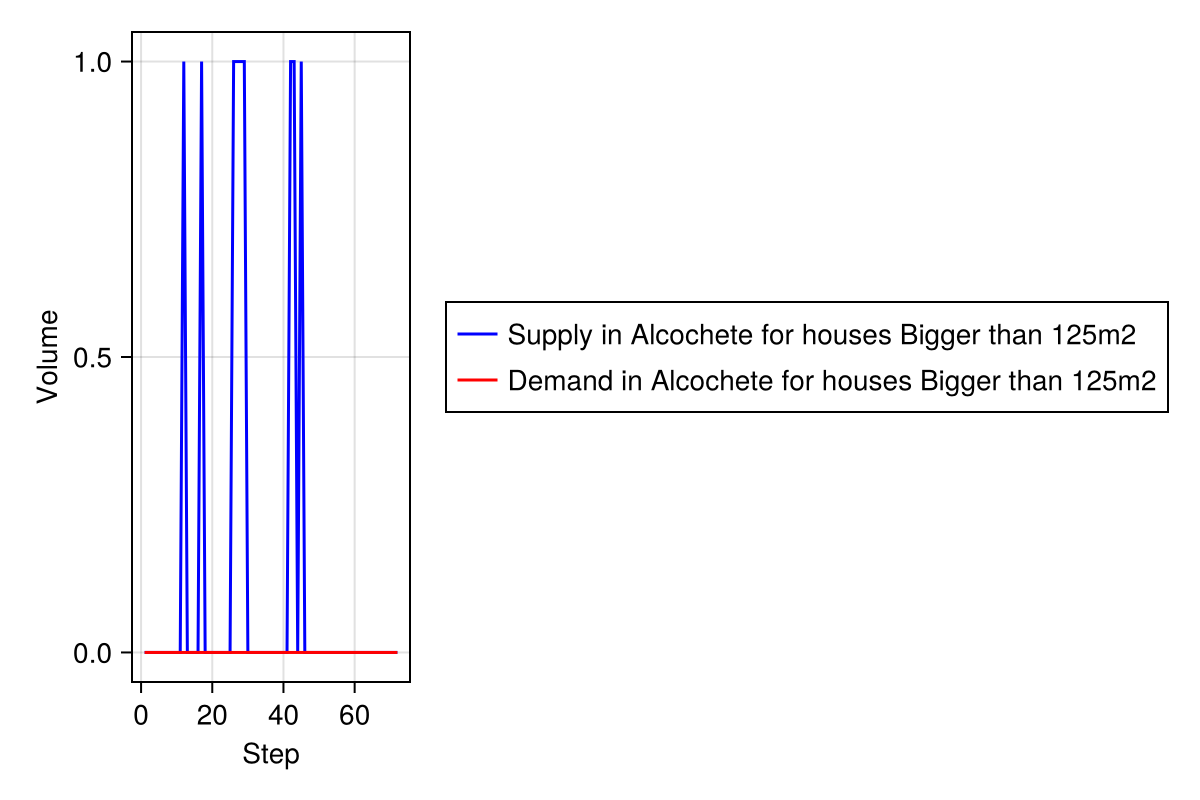 1.0
0.5
0.0
Volume
0 20 40 60
Step
Supply in Alcochete for houses Bigger than 125m2
Demand in Alcochete for houses Bigger than 125m2